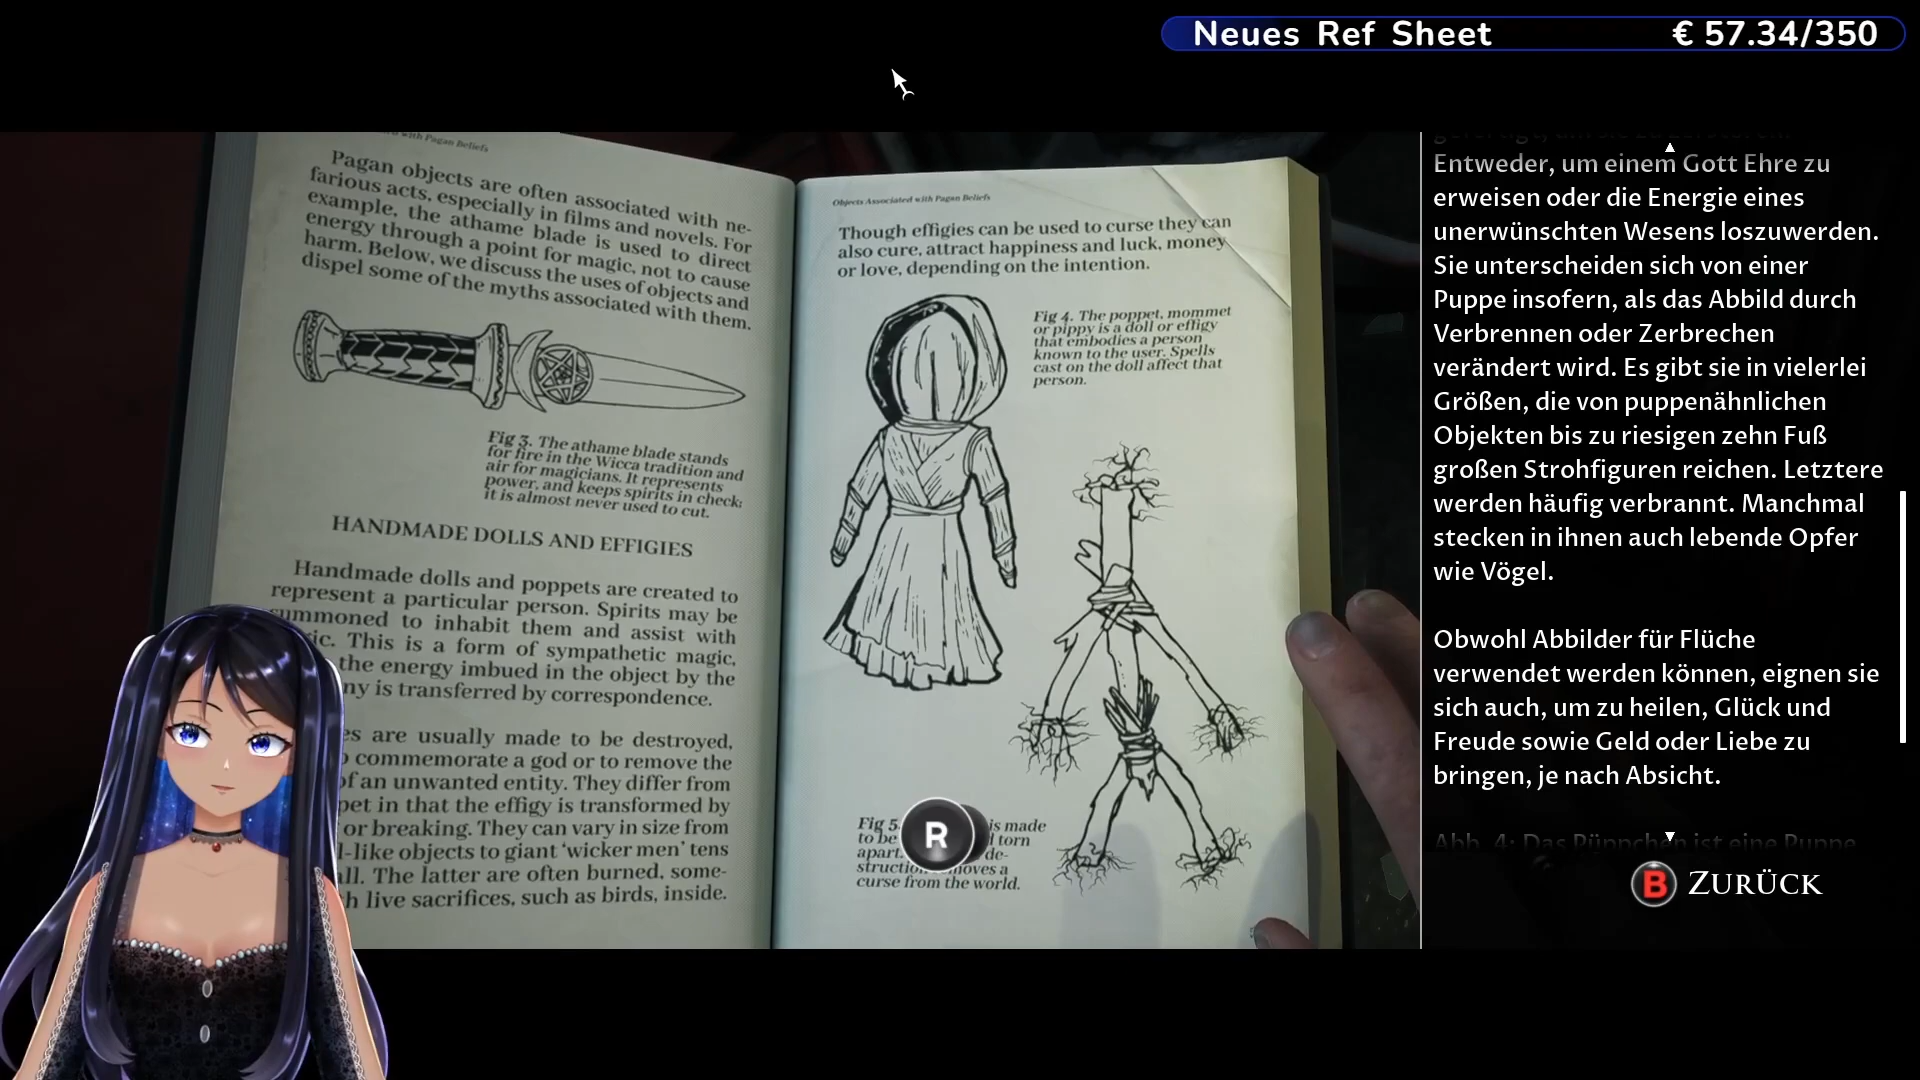 Neues Ref Sheet € 57.34/350
with Pagan Beliefs
Pagan objects are often associated with ne-
farious acts, especially in films and novels. For
example, the athame blade is used to direct
energy through a point for magic, not to cause
harm. Below, we discuss the uses of objects and
dispel some of the myths associated with them.
Fig 3. The athame blade stands
for fire in the Wicca tradition and
air for magicians. It represents
power, and keeps spirits in check;
it is almost never used to cut.
HANDMADE DOLLS AND EFFIGIES
Handmade dolls and poppets are created to
represent a particular person. Spirits may be
summoned to inhabit them and assist with
ic. This is a form of sympathetic magic,
the energy imbued in the object by the
ny is transferred by correspondence.
es are usually made to be destroyed,
o commemorate a god or to remove the
of an unwanted entity. They differ from
pet in that the effigy is transformed by
or breaking. They can vary in size from
l-like objects to giant ‘wicker men’ tens
all. The latter are often burned, some-
h live sacrifices, such as birds, inside.
Objects Associated with Pagan Beliefs
Though effigies can be used to curse they can
also cure, attract happiness and luck, money
or love, depending on the intention.
Fig 4. The poppet, mommet
or pippy is a doll or effigy
that embodies a person
known to the user. Spells
cast on the doll affect that
person.
Fig 5. is made
to be d torn
apart. de-
struction moves a
curse from the world.
R
Entweder, um einem Gott Ehre zu
erweisen oder die Energie eines
unerwünschten Wesens loszuwerden.
Sie unterscheiden sich von einer
Puppe insofern, als das Abbild durch
Verbrennen oder Zerbrechen
verändert wird. Es gibt sie in vielerlei
Größen, die von puppenähnlichen
Objekten bis zu riesigen zehn Fuß
großen Strohfiguren reichen. Letztere
werden häufig verbrannt. Manchmal
stecken in ihnen auch lebende Opfer
wie Vögel.
Obwohl Abbilder für Flüche
verwendet werden können, eignen sie
sich auch, um zu heilen, Glück und
Freude sowie Geld oder Liebe zu
bringen, je nach Absicht.
Abb. 4: Das Püppchen ist eine Puppe
B ZURÜCK